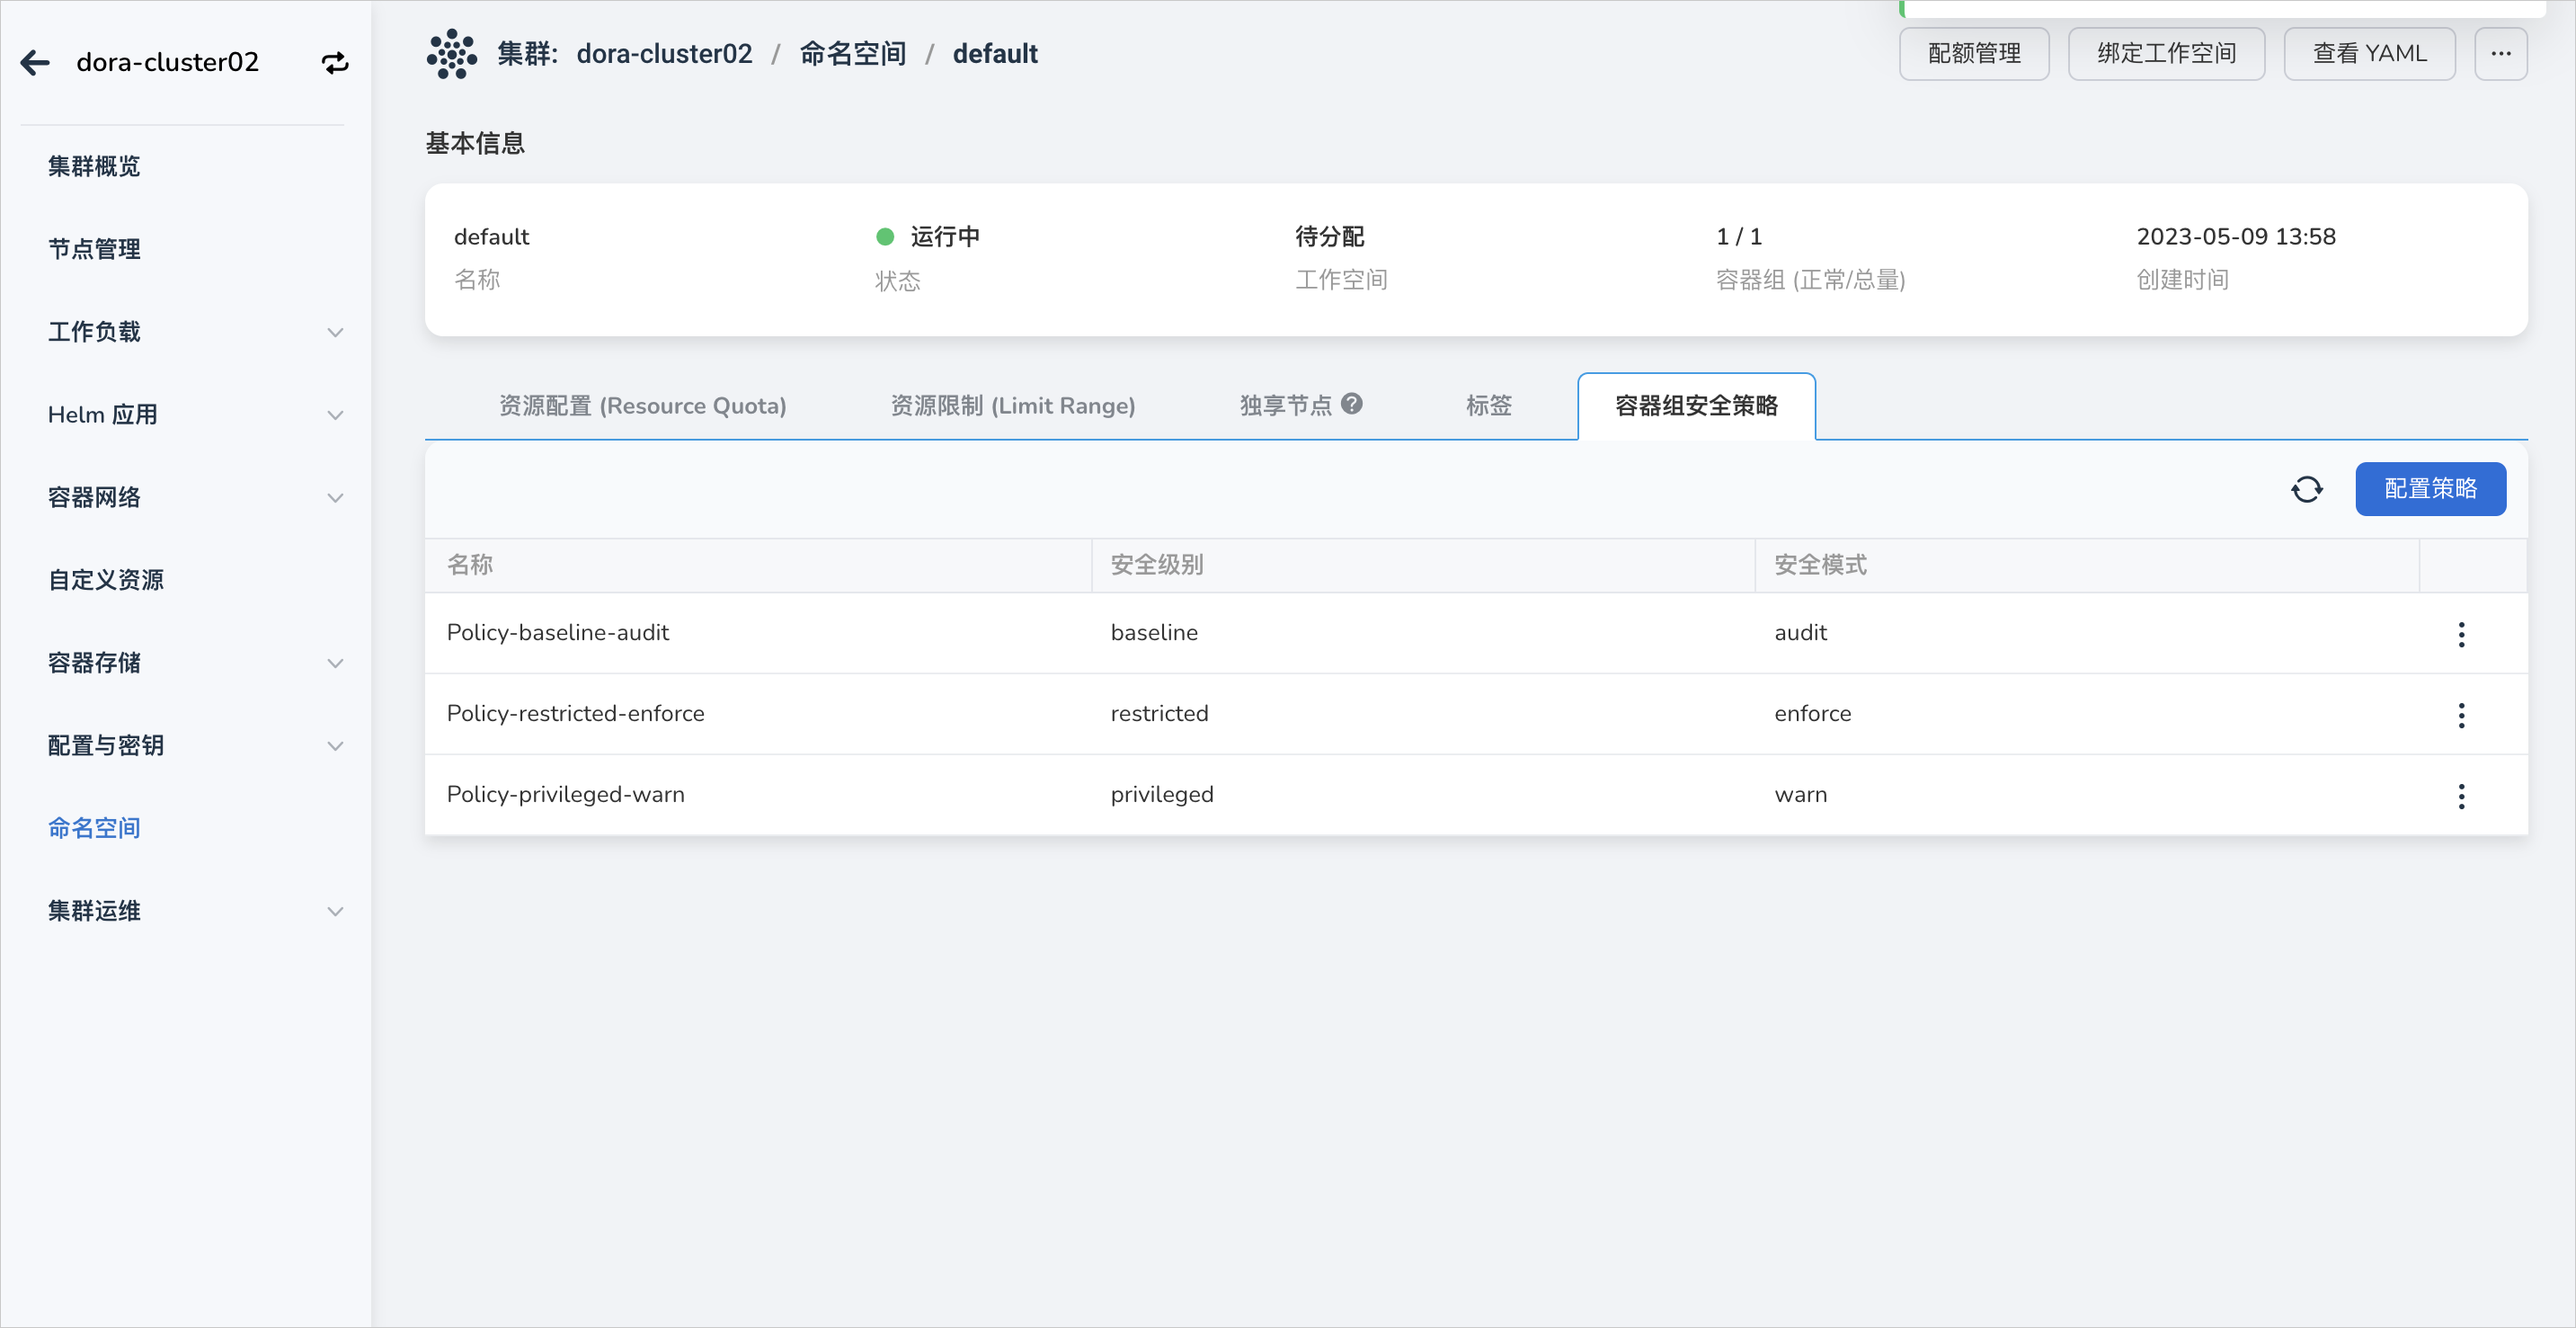 dora-cluster02
集群概览
节点管理
工作负载
Helm 应用
容器网络
自定义资源
容器存储
配置与密钥
命名空间
集群运维
集群: dora-cluster02 / 命名空间 / default
配额管理
绑定工作空间
查看 YAML
基本信息
default
名称
运行中
状态
待分配
工作空间
1 / 1
容器组 (正常/总量)
2023-05-09 13:58
创建时间
资源配置 (Resource Quota)
资源限制 (Limit Range)
独享节点
标签
容器组安全策略
配置策略
名称 安全级别 安全模式
Policy-baseline-audit baseline audit
Policy-restricted-enforce restricted enforce
Policy-privileged-warn privileged warn